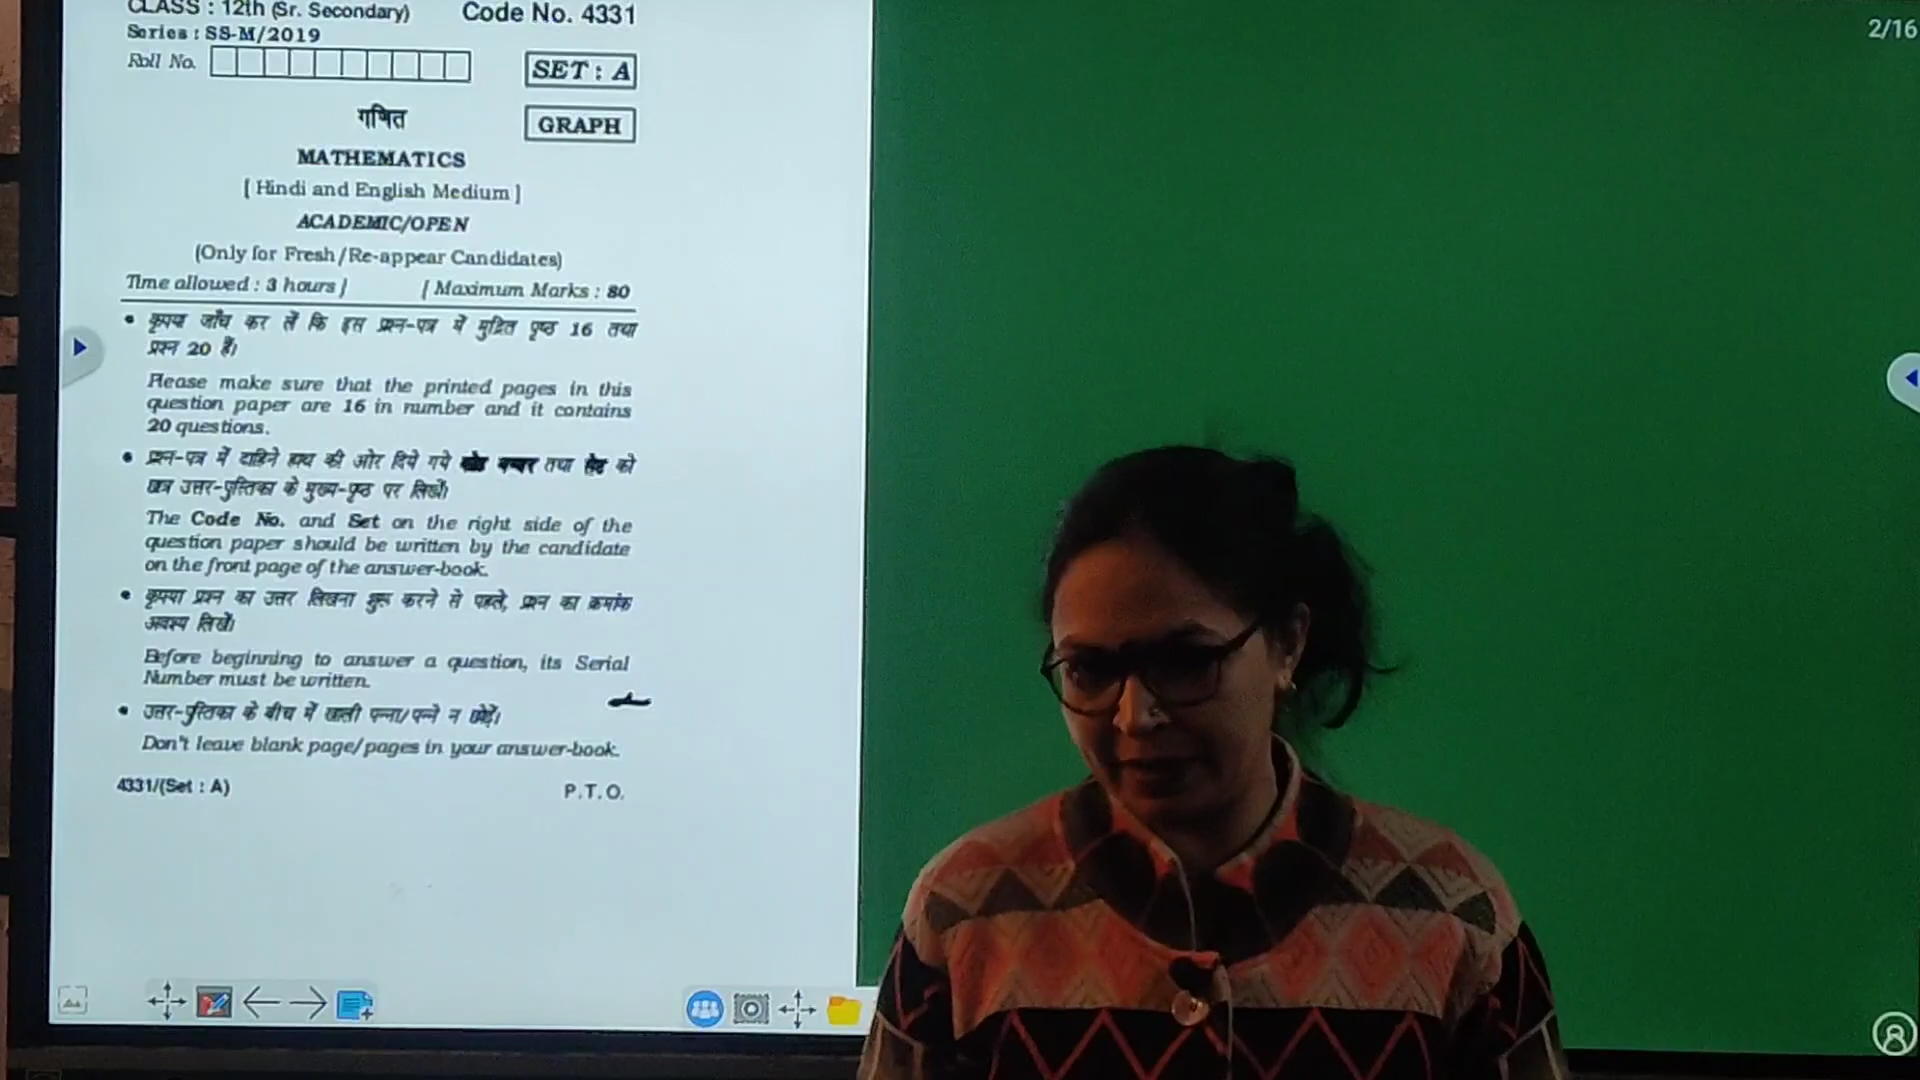 CLASS : 12th (Sr. Secondary) Code No. 4331
Series : SS-M/2019
Roll No.
SET : A
गणित
GRAPH
MATHEMATICS
[ Hindi and English Medium ]
ACADEMIC/OPEN
(Only for Fresh/Re-appear Candidates)
Time allowed : 3 hours ] [ Maximum Marks : 80
• कृपया जाँच कर लें कि इस प्रश्न-पत्र में मुद्रित पृष्ठ 16 तथा
प्रश्न 20 हैं।
Please make sure that the printed pages in this
question paper are 16 in number and it contains
20 questions.
• प्रश्न-पत्र में दाहिने हाथ की ओर दिये गये कोड नम्बर तथा सेट को
छात्र उत्तर-पुस्तिका के मुख्य-पृष्ठ पर लिखें।
The Code No. and Set on the right side of the
question paper should be written by the candidate
on the front page of the answer-book.
• कृपया प्रश्न का उत्तर लिखना शुरू करने से पहले, प्रश्न का क्रमांक
अवश्य लिखें।
Before beginning to answer a question, its Serial
Number must be written.
• उत्तर-पुस्तिका के बीच में खाली पन्ना/पन्ने न छोड़ें।
Don't leave blank page/pages in your answer-book.
4331/(Set : A) P.T.O.
2/16